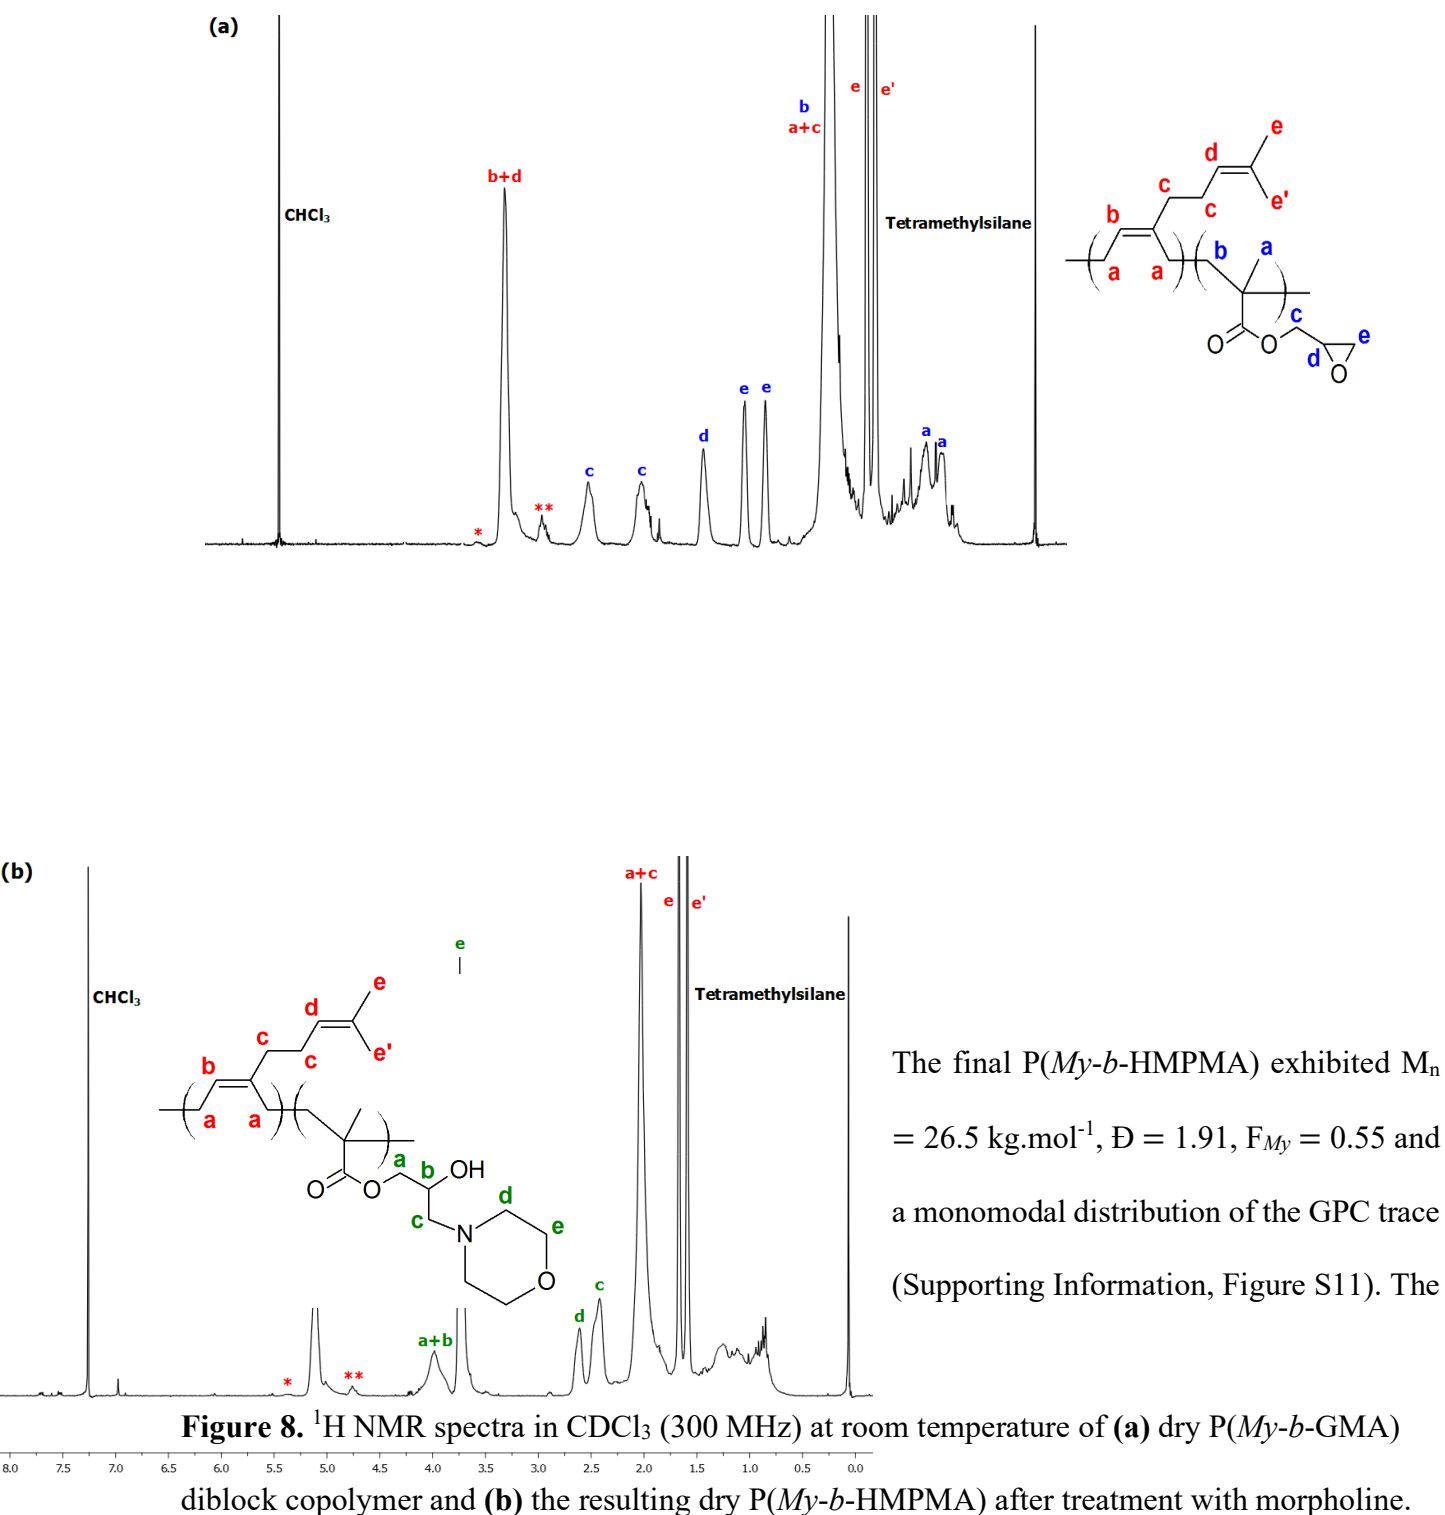 (a)
CHCl₃
b+d
*
**
c
c
d
e
e
b
a+c
e
e'
a
a
Tetramethylsilane
e
d
e'
c
c
b
a
a
b
a
c
O
O
d
e
O
(b)
CHCl₃
e
a+c
e
e'
Tetramethylsilane
e
d
e'
c
c
b
a
a
a
b
OH
O
O
c
d
N
e
O
*
**
a+b
d
c
The final P(My-b-HMPMA) exhibited Mₙ
= 26.5 kg.mol⁻¹, Đ = 1.91, F_My = 0.55 and
a monomodal distribution of the GPC trace
(Supporting Information, Figure S11). The
Figure 8. ¹H NMR spectra in CDCl₃ (300 MHz) at room temperature of (a) dry P(My-b-GMA)
8.0 7.5 7.0 6.5 6.0 5.5 5.0 4.5 4.0 3.5 3.0 2.5 2.0 1.5 1.0 0.5 0.0
diblock copolymer and (b) the resulting dry P(My-b-HMPMA) after treatment with morpholine.